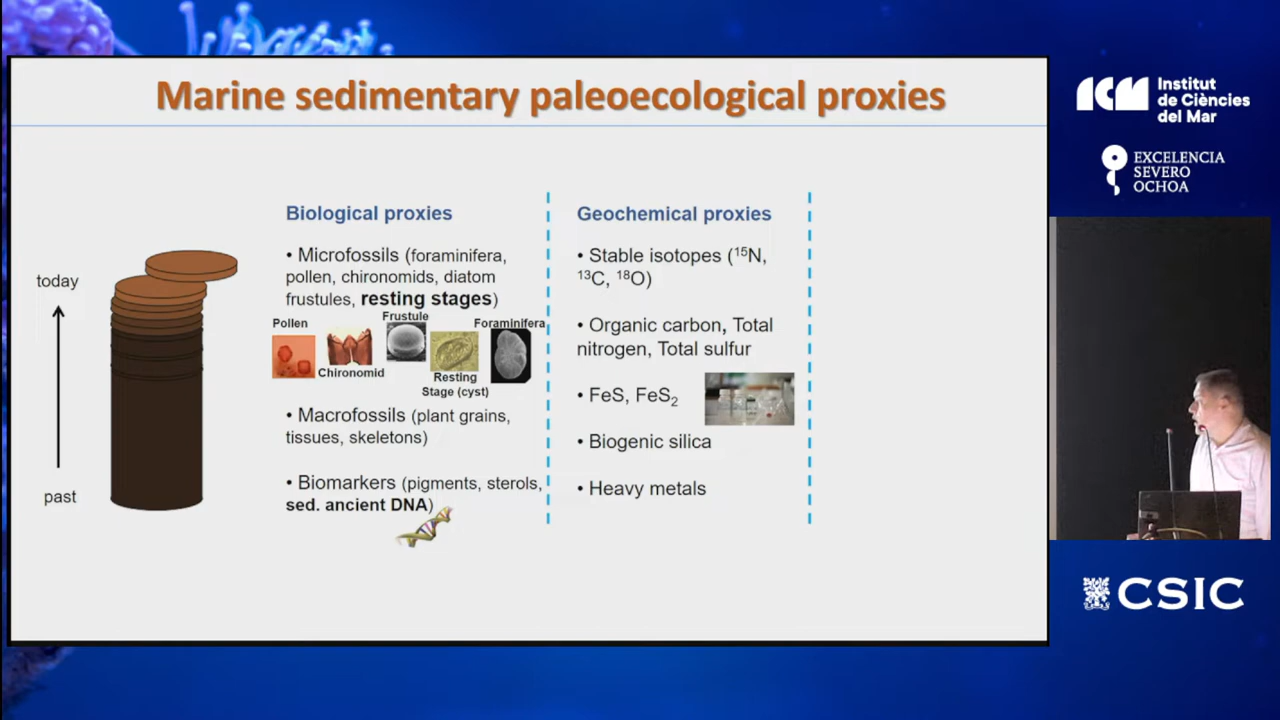 Marine sedimentary paleoecological proxies
today
past
Biological proxies
• Microfossils (foraminifera,
pollen, chironomids, diatom
frustules, resting stages)
Pollen
Chironomid
Frustule
Resting
Stage (cyst)
Foraminifera
• Macrofossils (plant grains,
tissues, skeletons)
• Biomarkers (pigments, sterols,
sed. ancient DNA)
Geochemical proxies
• Stable isotopes (¹⁵N,
¹³C, ¹⁸O)
• Organic carbon, Total
nitrogen, Total sulfur
• FeS, FeS₂
• Biogenic silica
• Heavy metals
ICM
Institut
de Ciències
del Mar
EXCELENCIA
SEVERO
OCHOA
CSIC